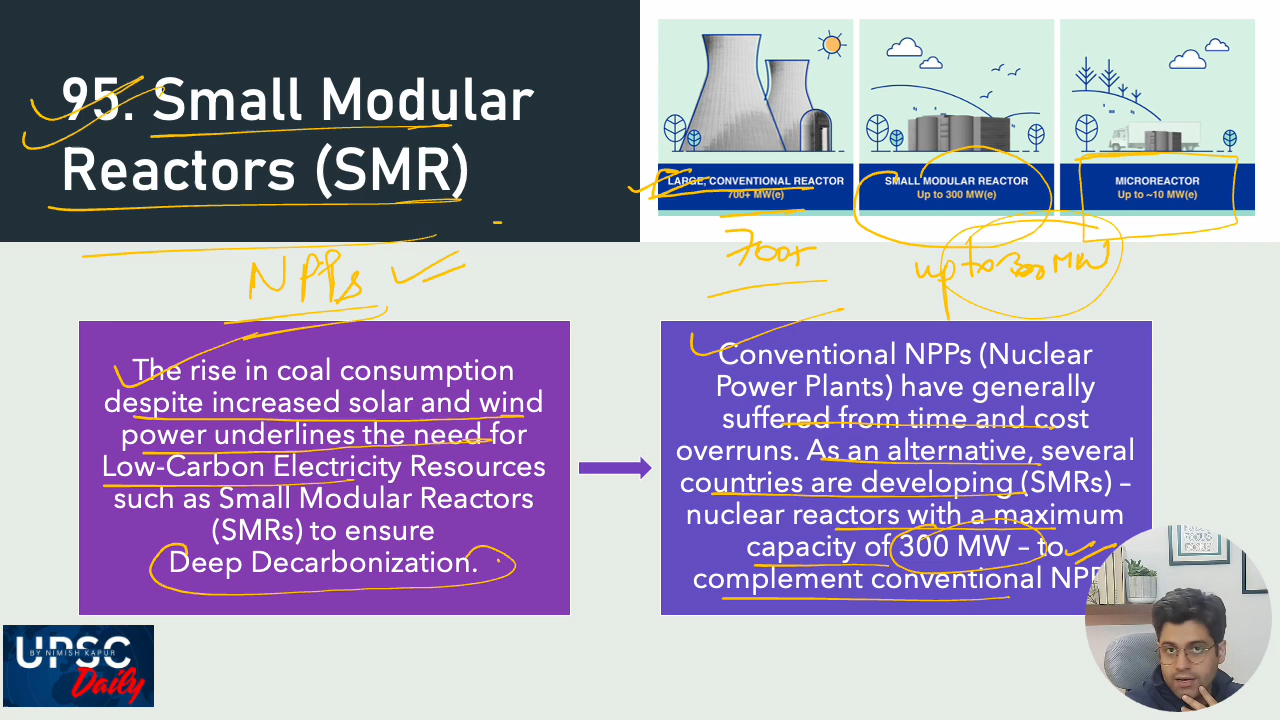 95. Small Modular
Reactors (SMR)
LARGE, CONVENTIONAL REACTOR
700+ MW(e)
SMALL MODULAR REACTOR
Up to 300 MW(e)
MICROREACTOR
Up to ~10 MW(e)
NPPs
700+
up to 300 MW
The rise in coal consumption
despite increased solar and wind
power underlines the need for
Low-Carbon Electricity Resources
such as Small Modular Reactors
(SMRs) to ensure
Deep Decarbonization.
Conventional NPPs (Nuclear
Power Plants) have generally
suffered from time and cost
overruns. As an alternative, several
countries are developing (SMRs) –
nuclear reactors with a maximum
capacity of 300 MW – to
complement conventional
UPSC
BY NIMISH KAPUR
Daily
FOCUS